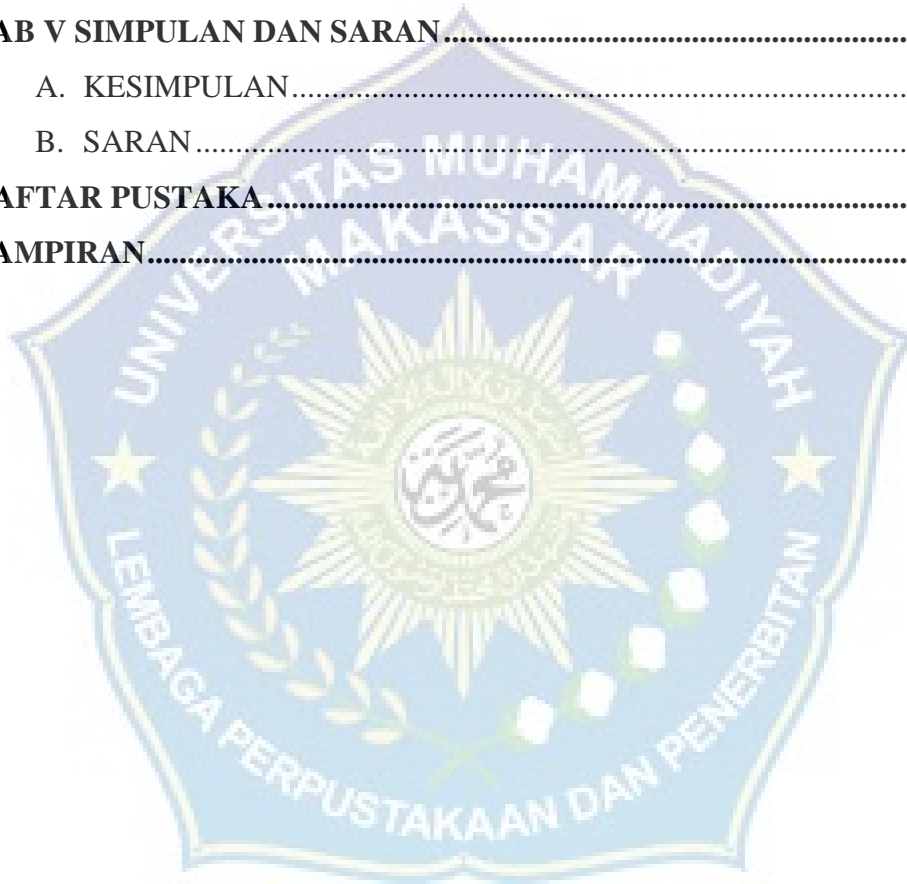 AB V SIMPULAN DAN SARAN
A. KESIMPULAN
B. SARAN
AFTAR PUSTAKA
AMPIRAN
UNIVERSITAS MUHAMMADIYAH
MAKASSAR
LEMBAGA PERPUSTAKAAN DAN PENERBITAN